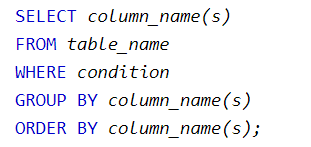 SELECT column_name(s)
FROM table_name
WHERE condition
GROUP BY column_name(s)
ORDER BY column_name(s);